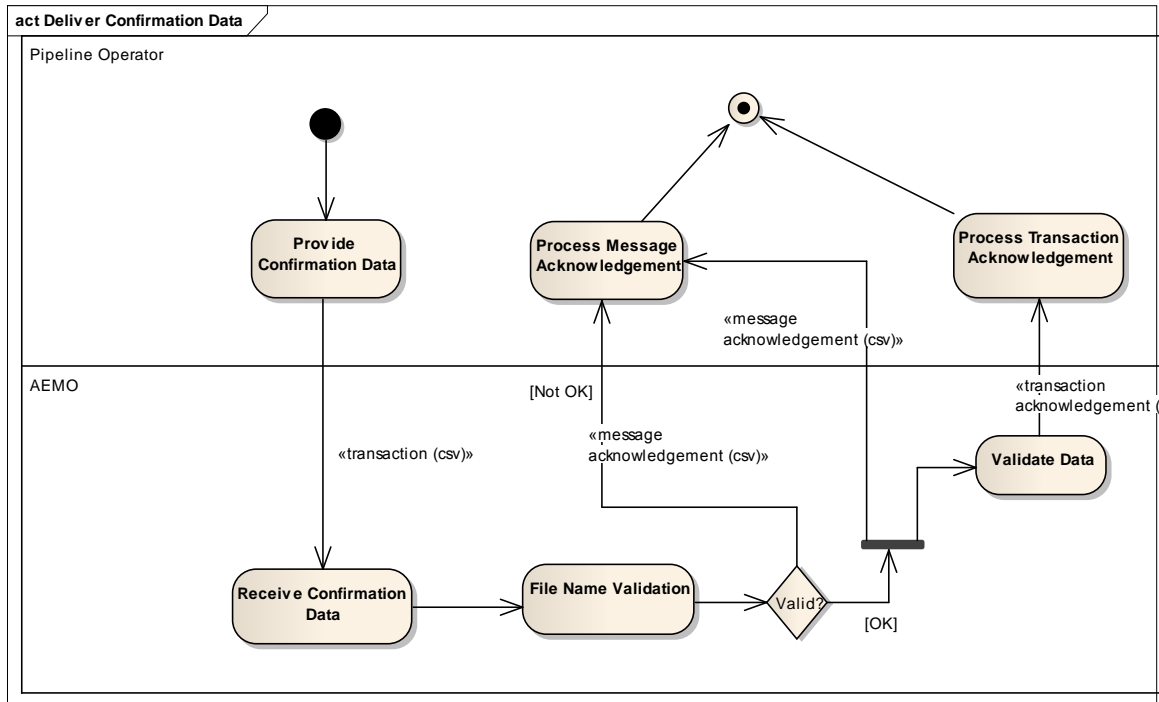 act Deliver Confirmation Data
Pipeline Operator
Provide
Confirmation Data
Process Message
Acknowledgement
Process Transaction
Acknowledgement
«message
acknowledgement (csv)»
AEMO
[Not OK]
«transaction
acknowledgement (
«message
acknowledgement (csv)»
«transaction (csv)»
Validate Data
Receive Confirmation
Data
File Name Validation
Valid?
[OK]